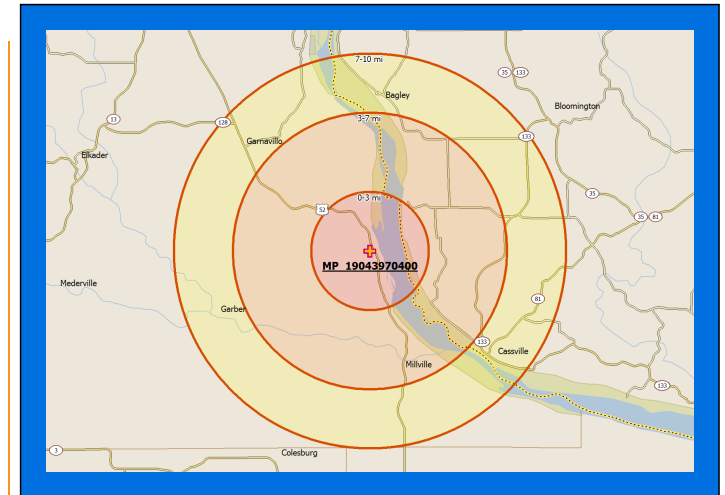 7-10 mi
35 133
Bagley
Bloomington
13
128
3-7 mi
133
Garnavillo
Elkader
35
0-3 mi
52
35 81
MP 19043970400
Mederville
81
Garber
133
Cassville
Millville
133
3
Colesburg